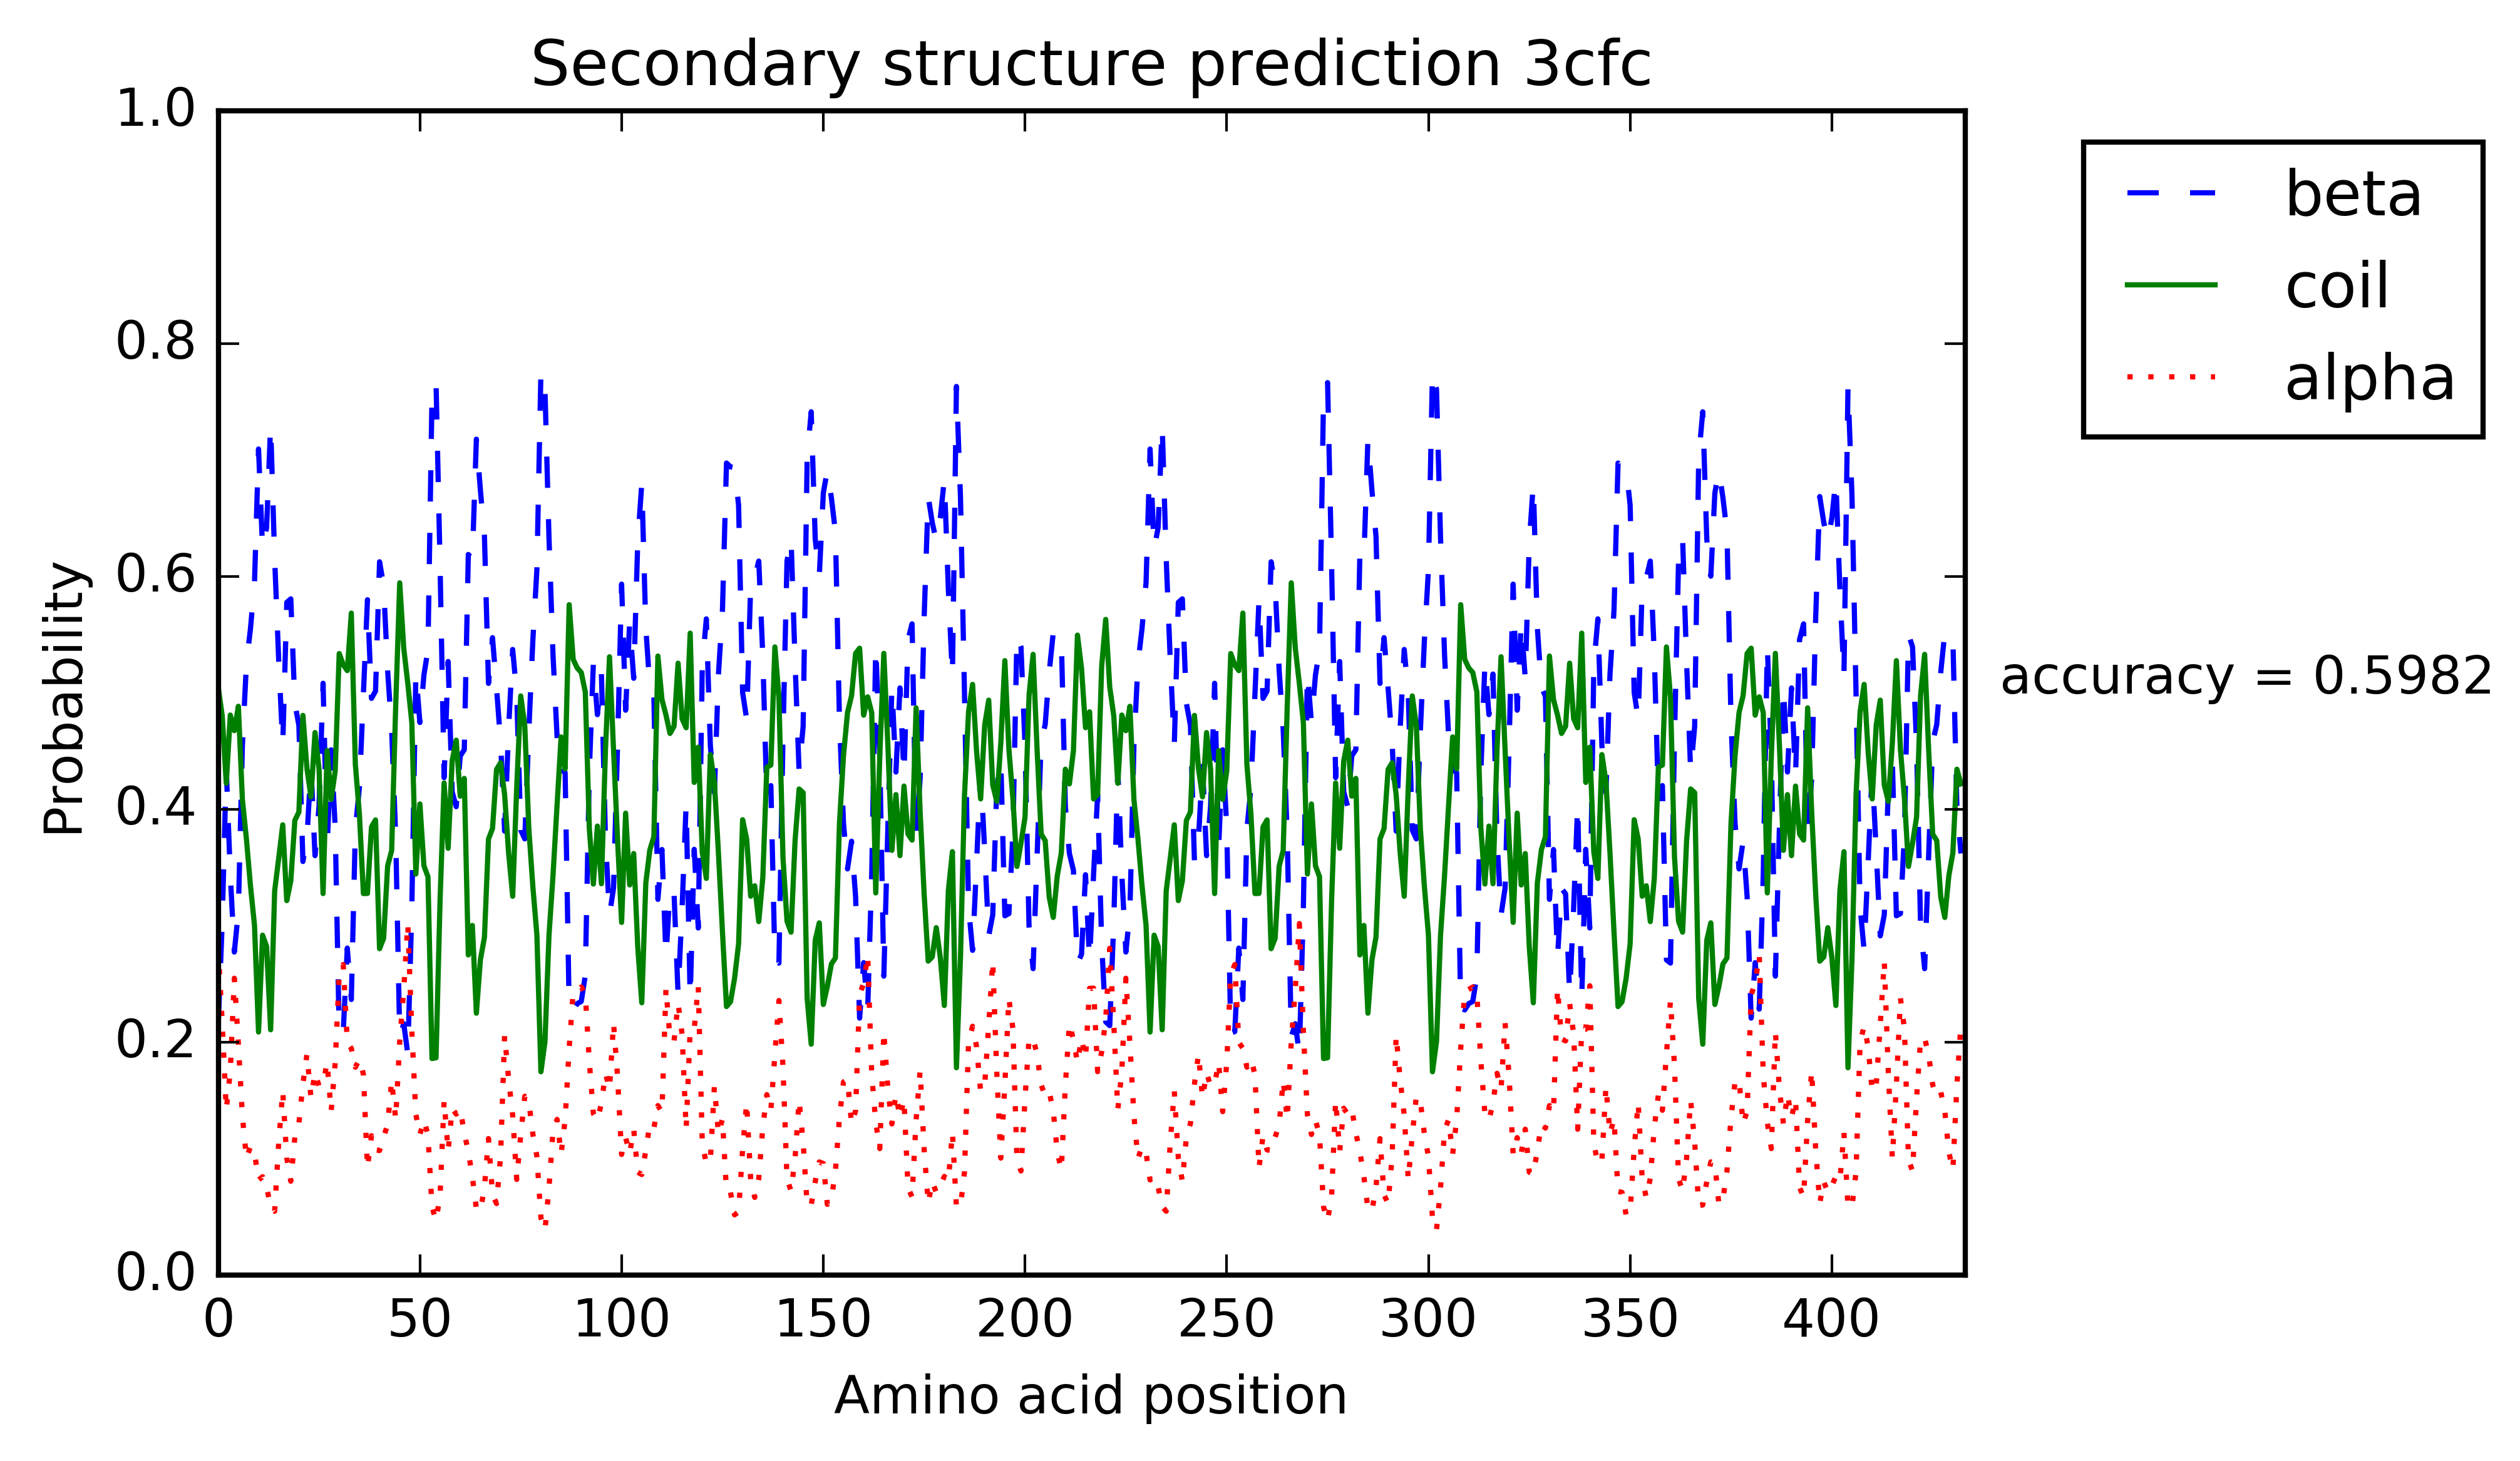 Secondary structure prediction 3cfc
1.0
0.8
0.6
0.4
0.2
0.0
Probability
0 50 100 150 200 250 300 350 400
Amino acid position
beta
coil
alpha
accuracy = 0.5982